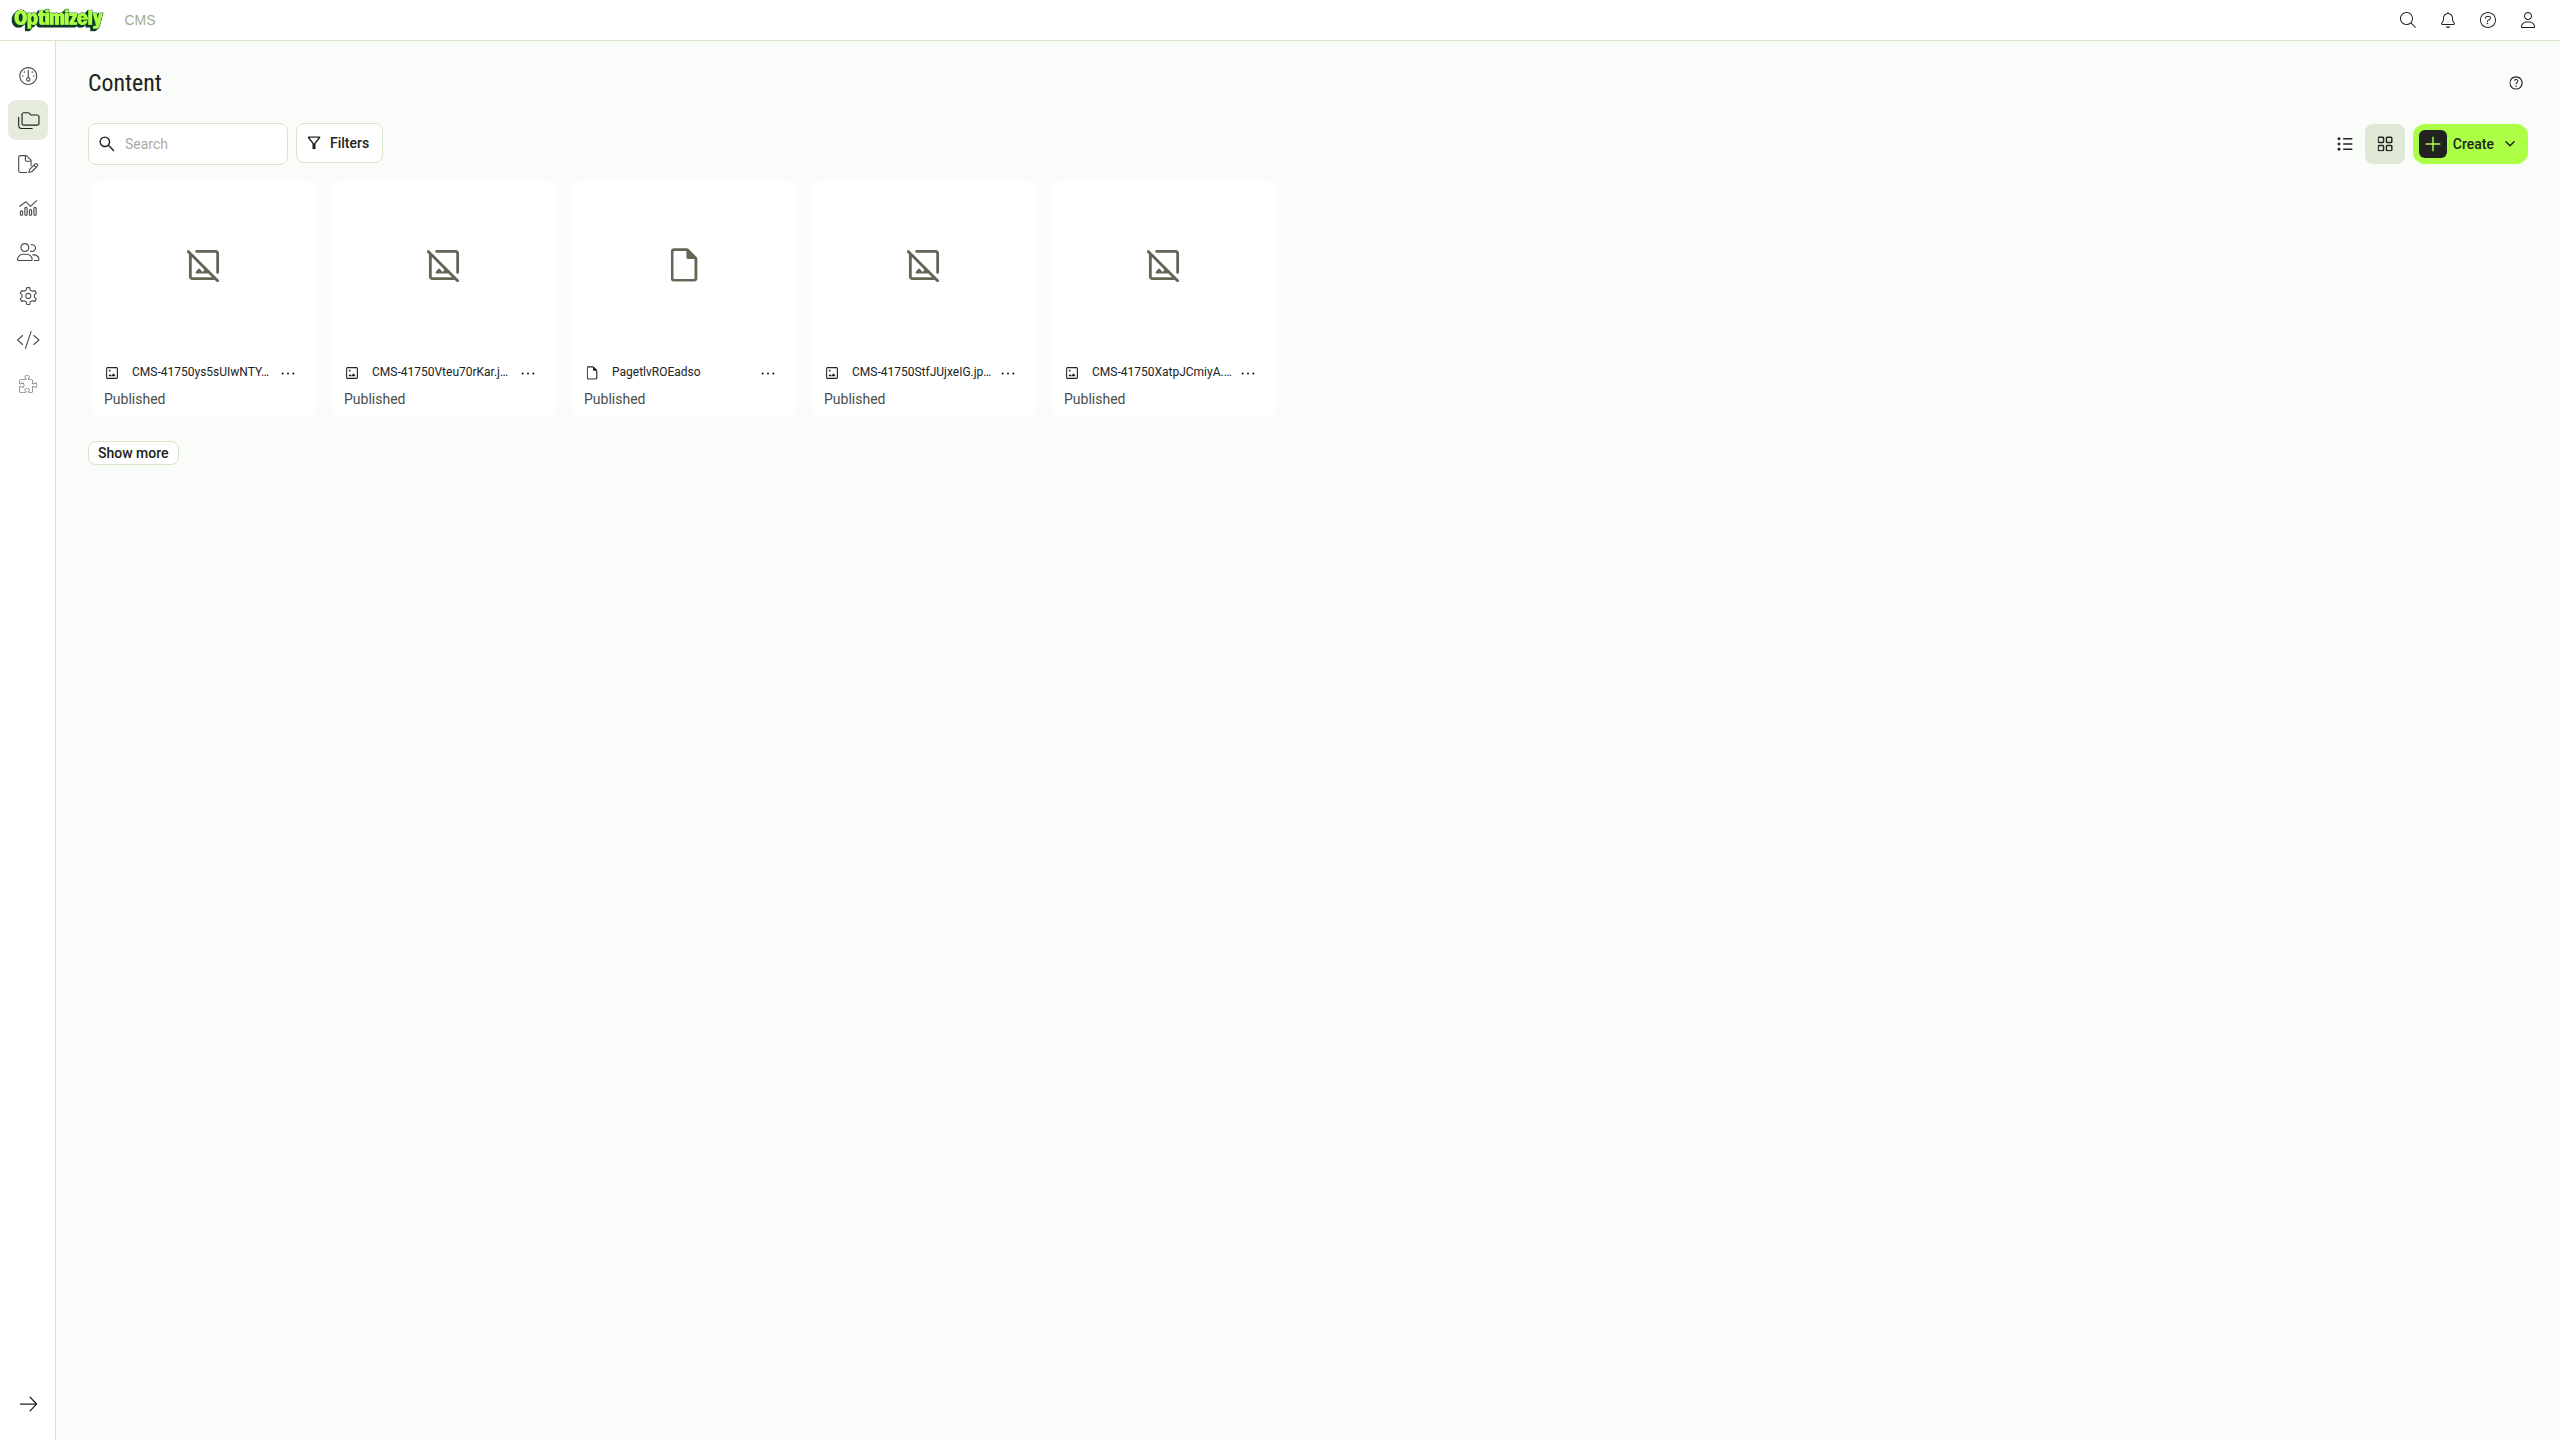 Optimizely CMS
Content
Search
Filters
Create
CMS-41750ys5sUIwNTY...
CMS-41750Vteu70rKar.j...
PagetlvROEadso
CMS-41750StfJUjxelG.jp...
CMS-41750XatpJCmiyA....
Published
Published
Published
Published
Published
Show more